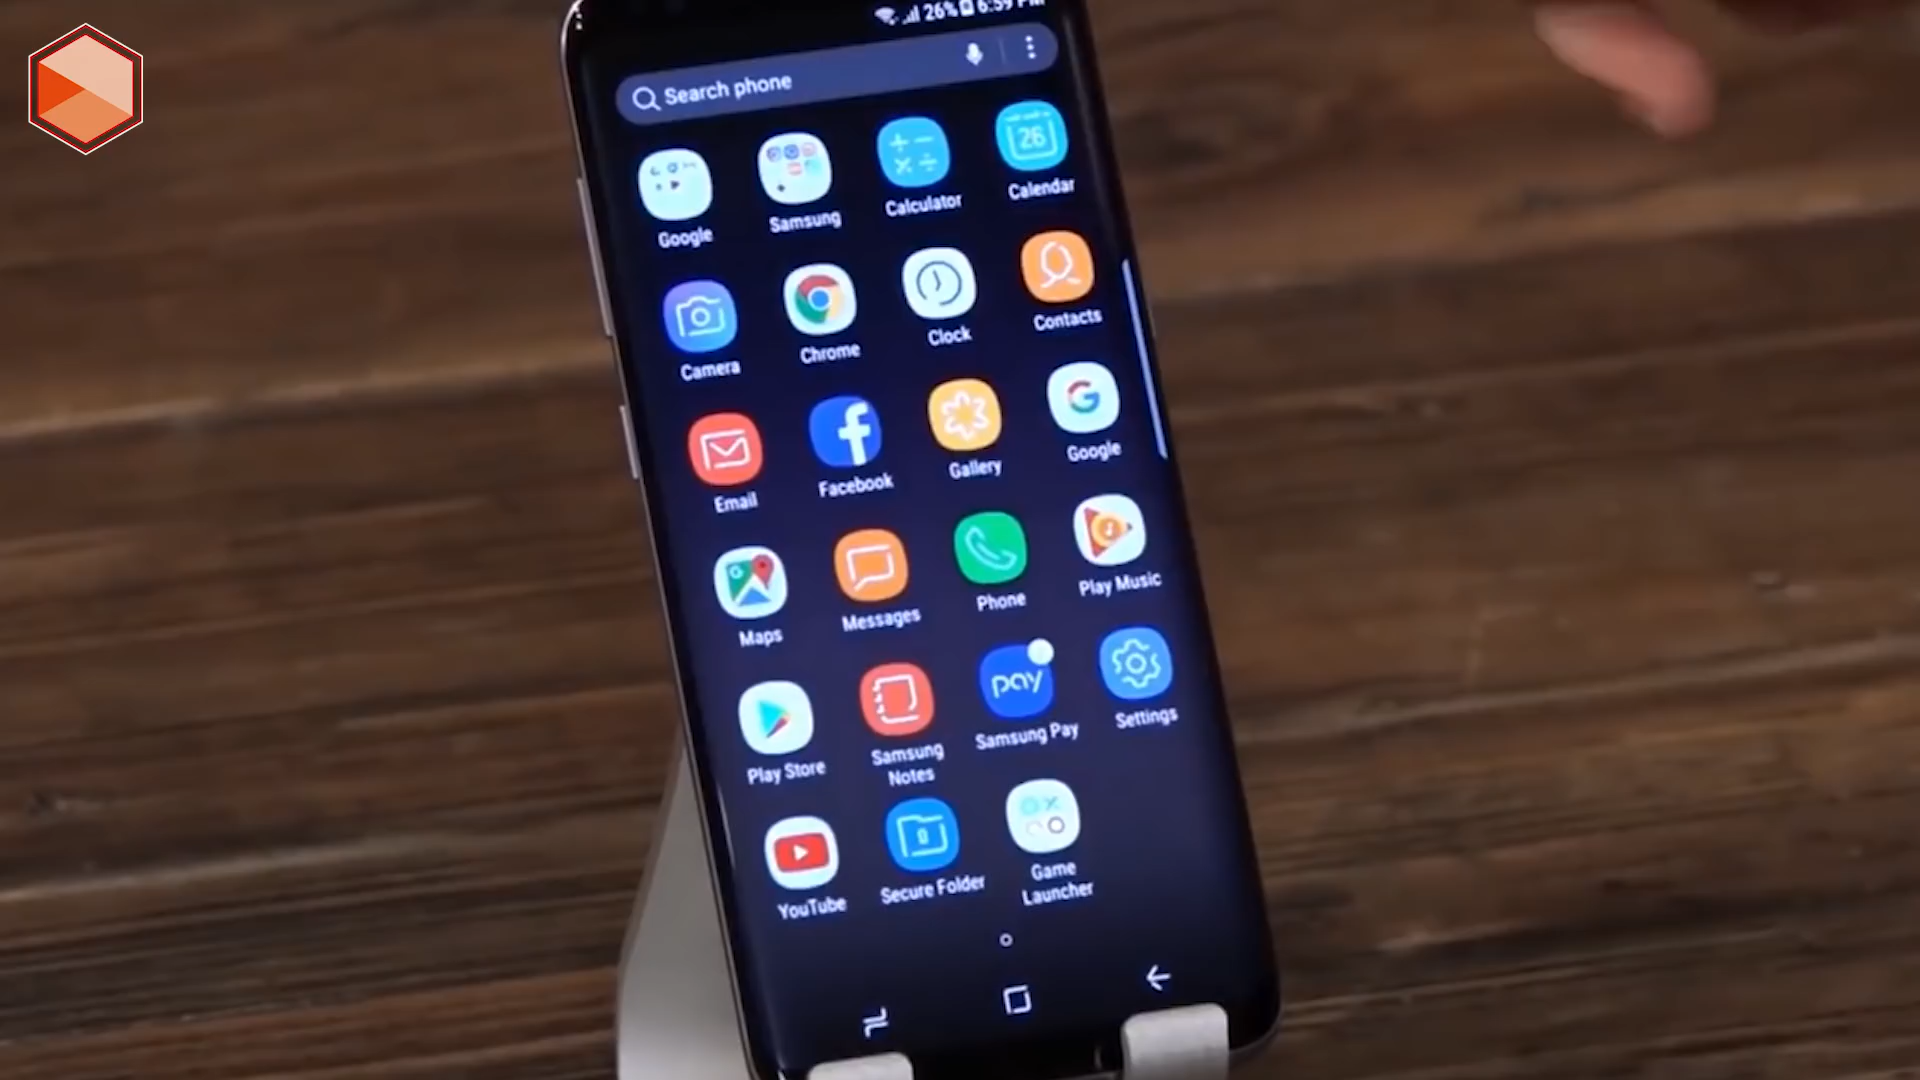 26% 6:59 PM
Search phone
26
Google
Samsung
Calculator
Calendar
Camera
Chrome
Clock
Contacts
Email
Facebook
Gallery
Google
Maps
Messages
Phone
Play Music
pay
Play Store
Samsung
Notes
Samsung Pay
Settings
YouTube
Secure Folder
Game
Launcher